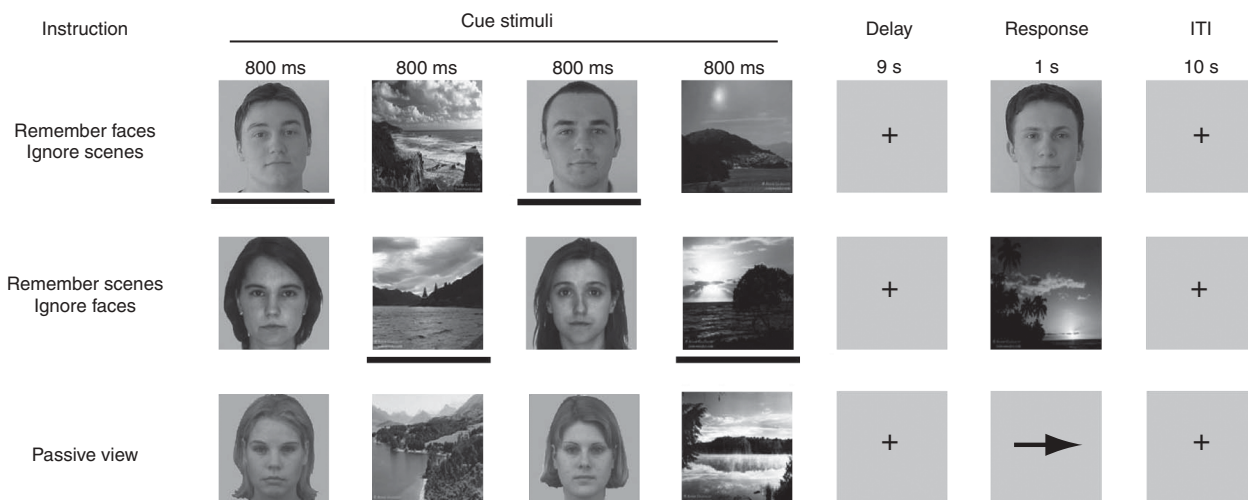 Instruction
Cue stimuli
Delay
Response
ITI
800 ms
800 ms
800 ms
800 ms
9 s
1 s
10 s
Remember faces
Ignore scenes
+
+
Remember scenes
Ignore faces
+
+
Passive view
+
+